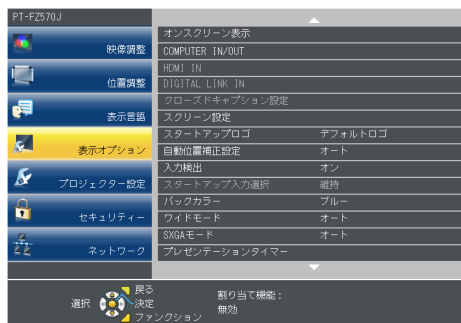 PT-FZ570J
映像調整
位置調整
表示言語
表示オプション
プロジェクター設定
セキュリティー
ネットワーク
オンスクリーン表示
COMPUTER IN/OUT
HDMI IN
DIGITAL LINK IN
クローズドキャプション設定
スクリーン設定
スタートアップロゴ デフォルトロゴ
自動位置補正設定 オート
入力検出 オン
スタートアップ入力選択 維持
バックカラー ブルー
ワイドモード オート
SXGAモード オート
プレゼンテーションタイマー
選択
戻る
決定
ファンクション
割り当て機能:
無効